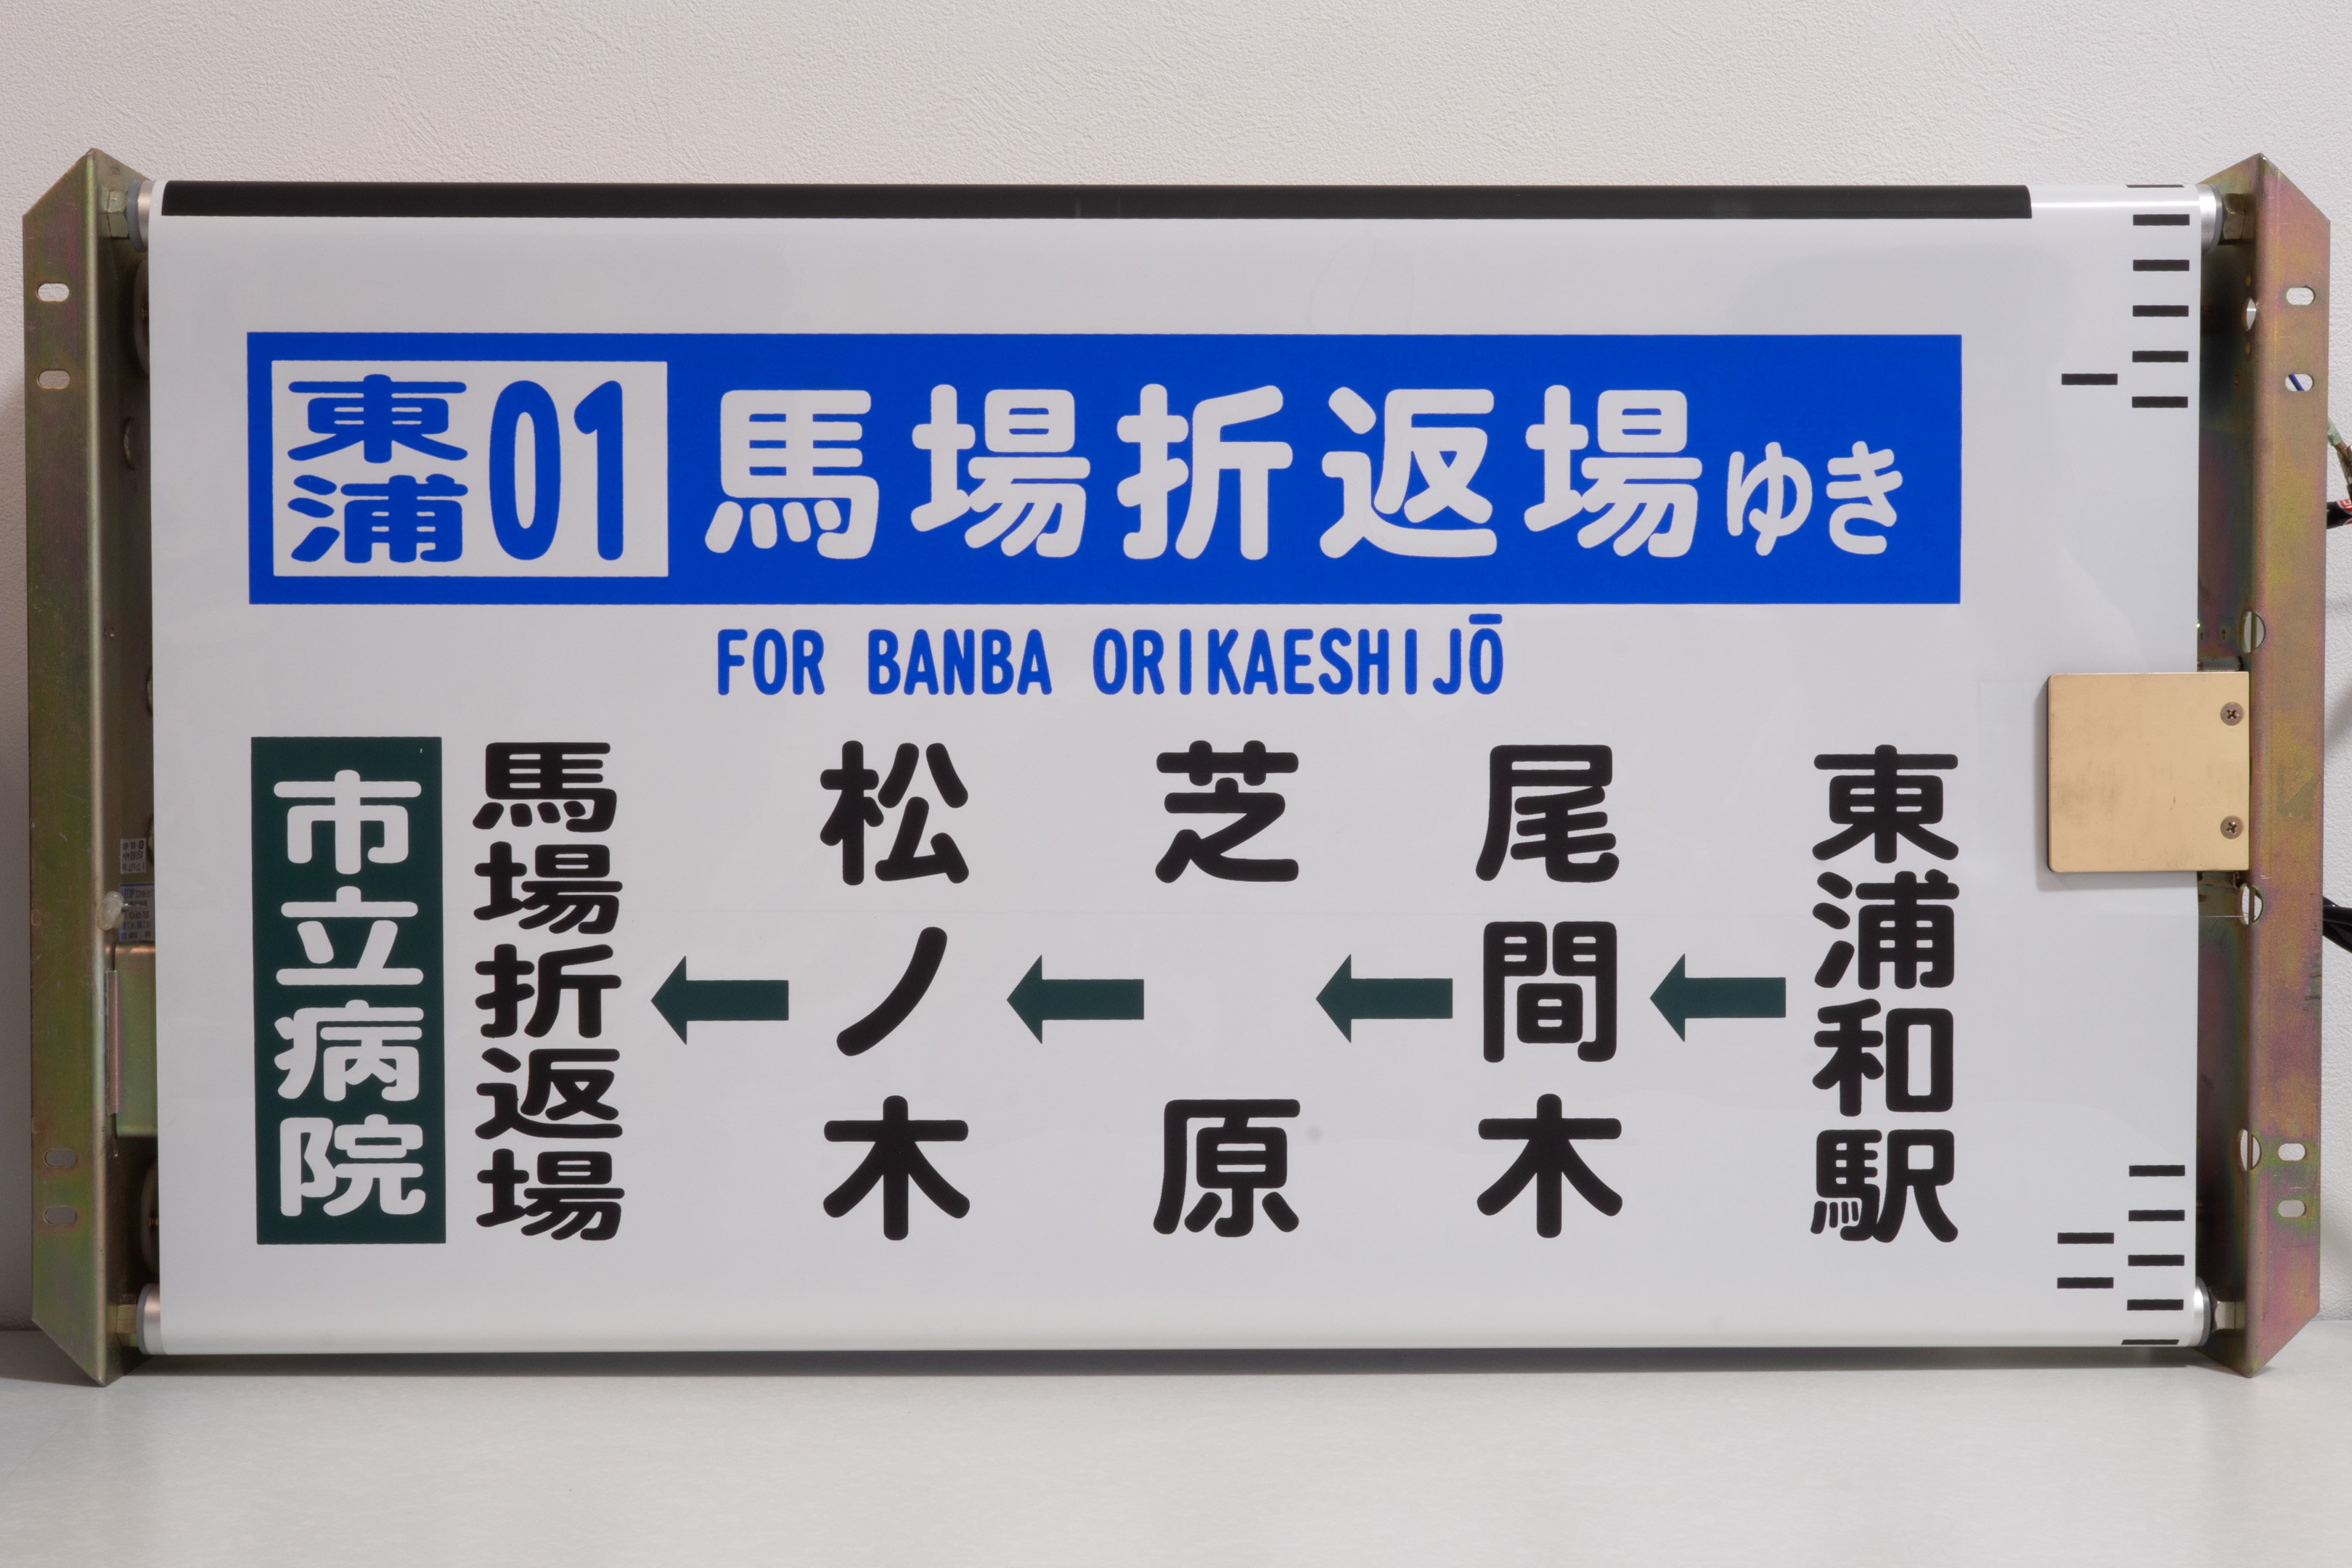 東浦01 馬場折返場ゆき
FOR BANBA ORIKAESHIJŌ
東浦和駅
←
尾間木
←
芝原
←
松ノ木
←
馬場折返場
市立病院